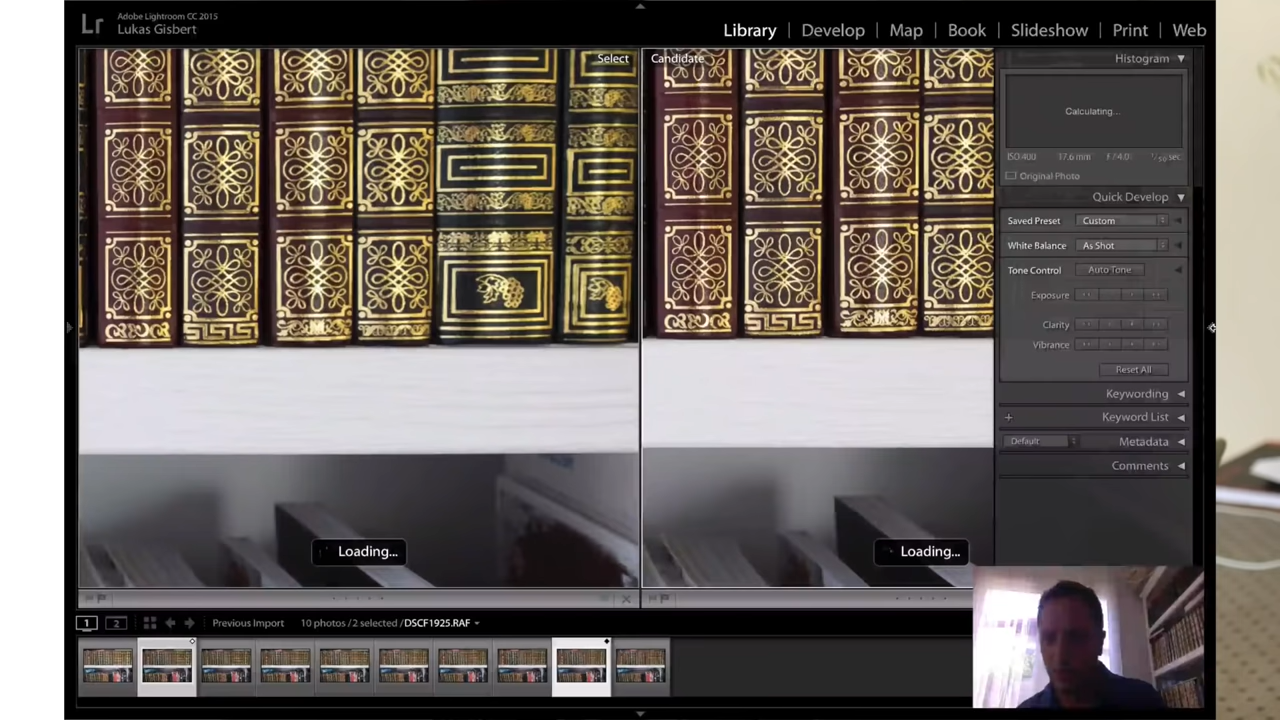 Lr
Adobe Lightroom CC 2015
Lukas Gisbert
Library | Develop | Map | Book | Slideshow | Print | Web
Select
Candidate
Histogram
Calculating...
ISO 400 17.6 mm f / 4.0 1/50 sec
Original Photo
Quick Develop
Saved Preset Custom
White Balance As Shot
Tone Control Auto Tone
Exposure
Clarity
Vibrance
Reset All
Keywording
+ Keyword List
Default Metadata
Comments
Loading...
Loading...
1 2 Previous Import 10 photos / 2 selected / DSCF1925.RAF